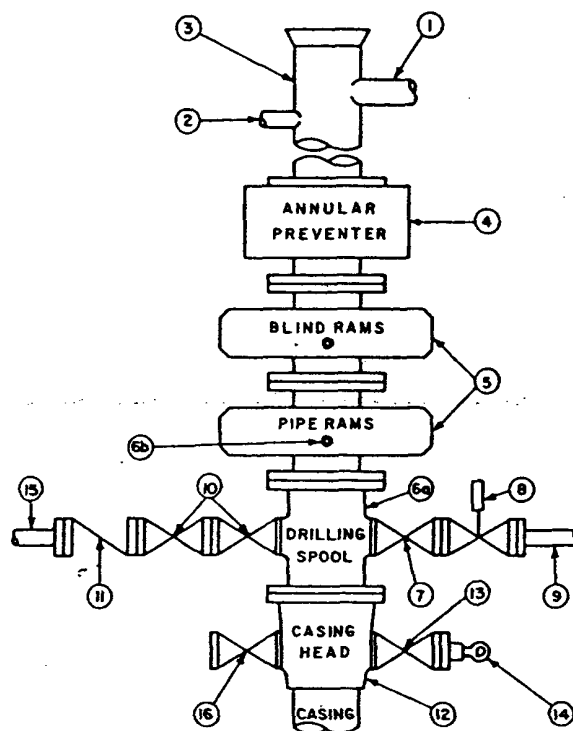 3
1
2
ANNULAR
PREVENTER
4
BLIND RAMS
5
PIPE RAMS
6b
6a
8
15
10
DRILLING
SPOOL
11
7
9
13
CASING
HEAD
16
12
14
CASING